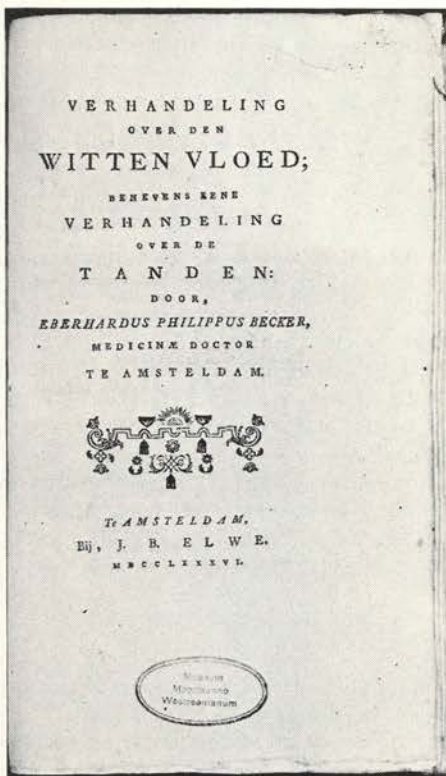 VERHANDELING
OVER DEN
WITTEN VLOED;
BENEVENS EENE
VERHANDELING
OVER DE
TANDEN:
DOOR,
EBERHARDUS PHILIPPUS BECKER,
MEDICINÆ DOCTOR
TE AMSTELDAM.
Te AMSTELDAM,
Bij, J. B. ELWE.
MDCCLXXXVI.
Museum